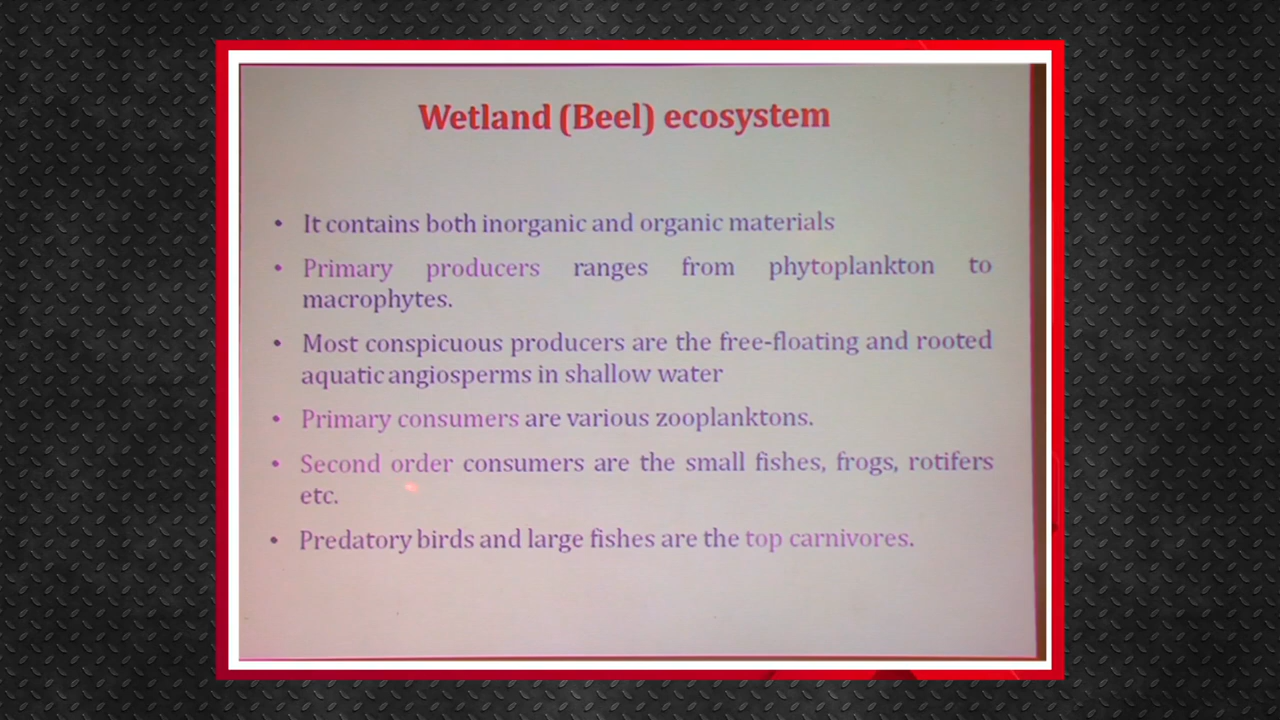 Wetland (Beel) ecosystem
• It contains both inorganic and organic materials
• Primary producers ranges from phytoplankton to
macrophytes.
• Most conspicuous producers are the free-floating and rooted
aquatic angiosperms in shallow water
• Primary consumers are various zooplanktons.
• Second order consumers are the small fishes, frogs, rotifers
etc.
• Predatory birds and large fishes are the top carnivores.